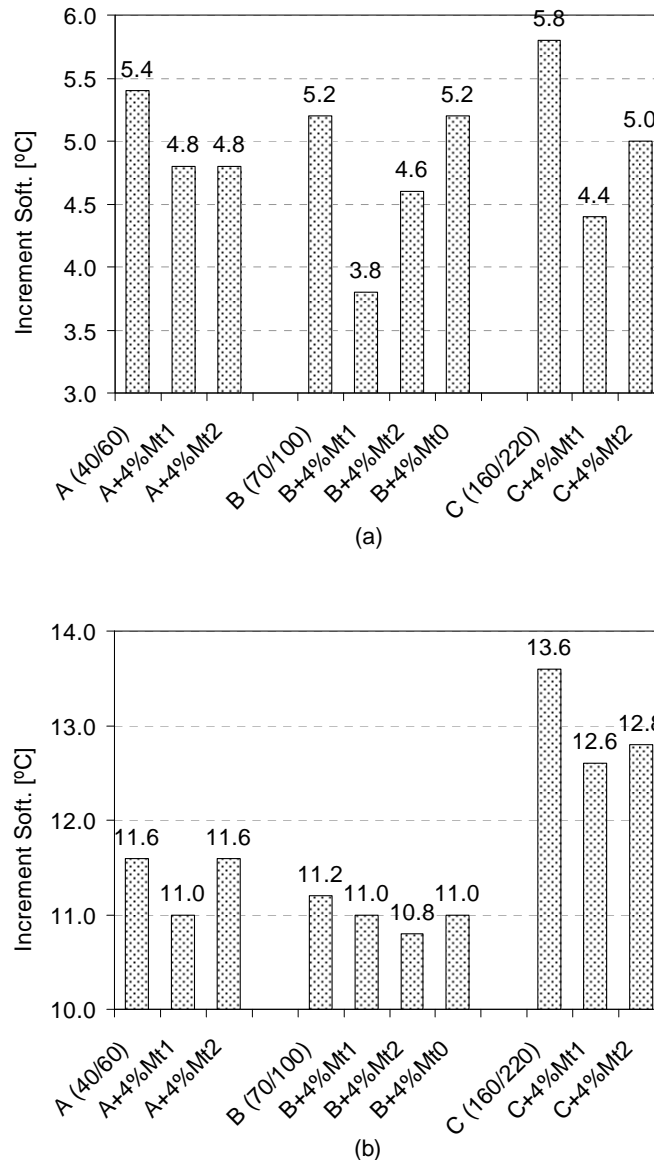 6.0
5.5
5.0
4.5
4.0
3.5
3.0
Increment Soft. [ºC]
5.4
4.8
4.8
5.2
3.8
4.6
5.2
5.8
4.4
5.0
A (40/60)
A+4%Mt1
A+4%Mt2
B (70/100)
B+4%Mt1
B+4%Mt2
B+4%Mt0
C (160/220)
C+4%Mt1
C+4%Mt2
(a)
14.0
13.0
12.0
11.0
10.0
Increment Soft. [ºC]
11.6
11.0
11.6
11.2
11.0
10.8
11.0
13.6
12.6
12.8
A (40/60)
A+4%Mt1
A+4%Mt2
B (70/100)
B+4%Mt1
B+4%Mt2
B+4%Mt0
C (160/220)
C+4%Mt1
C+4%Mt2
(b)